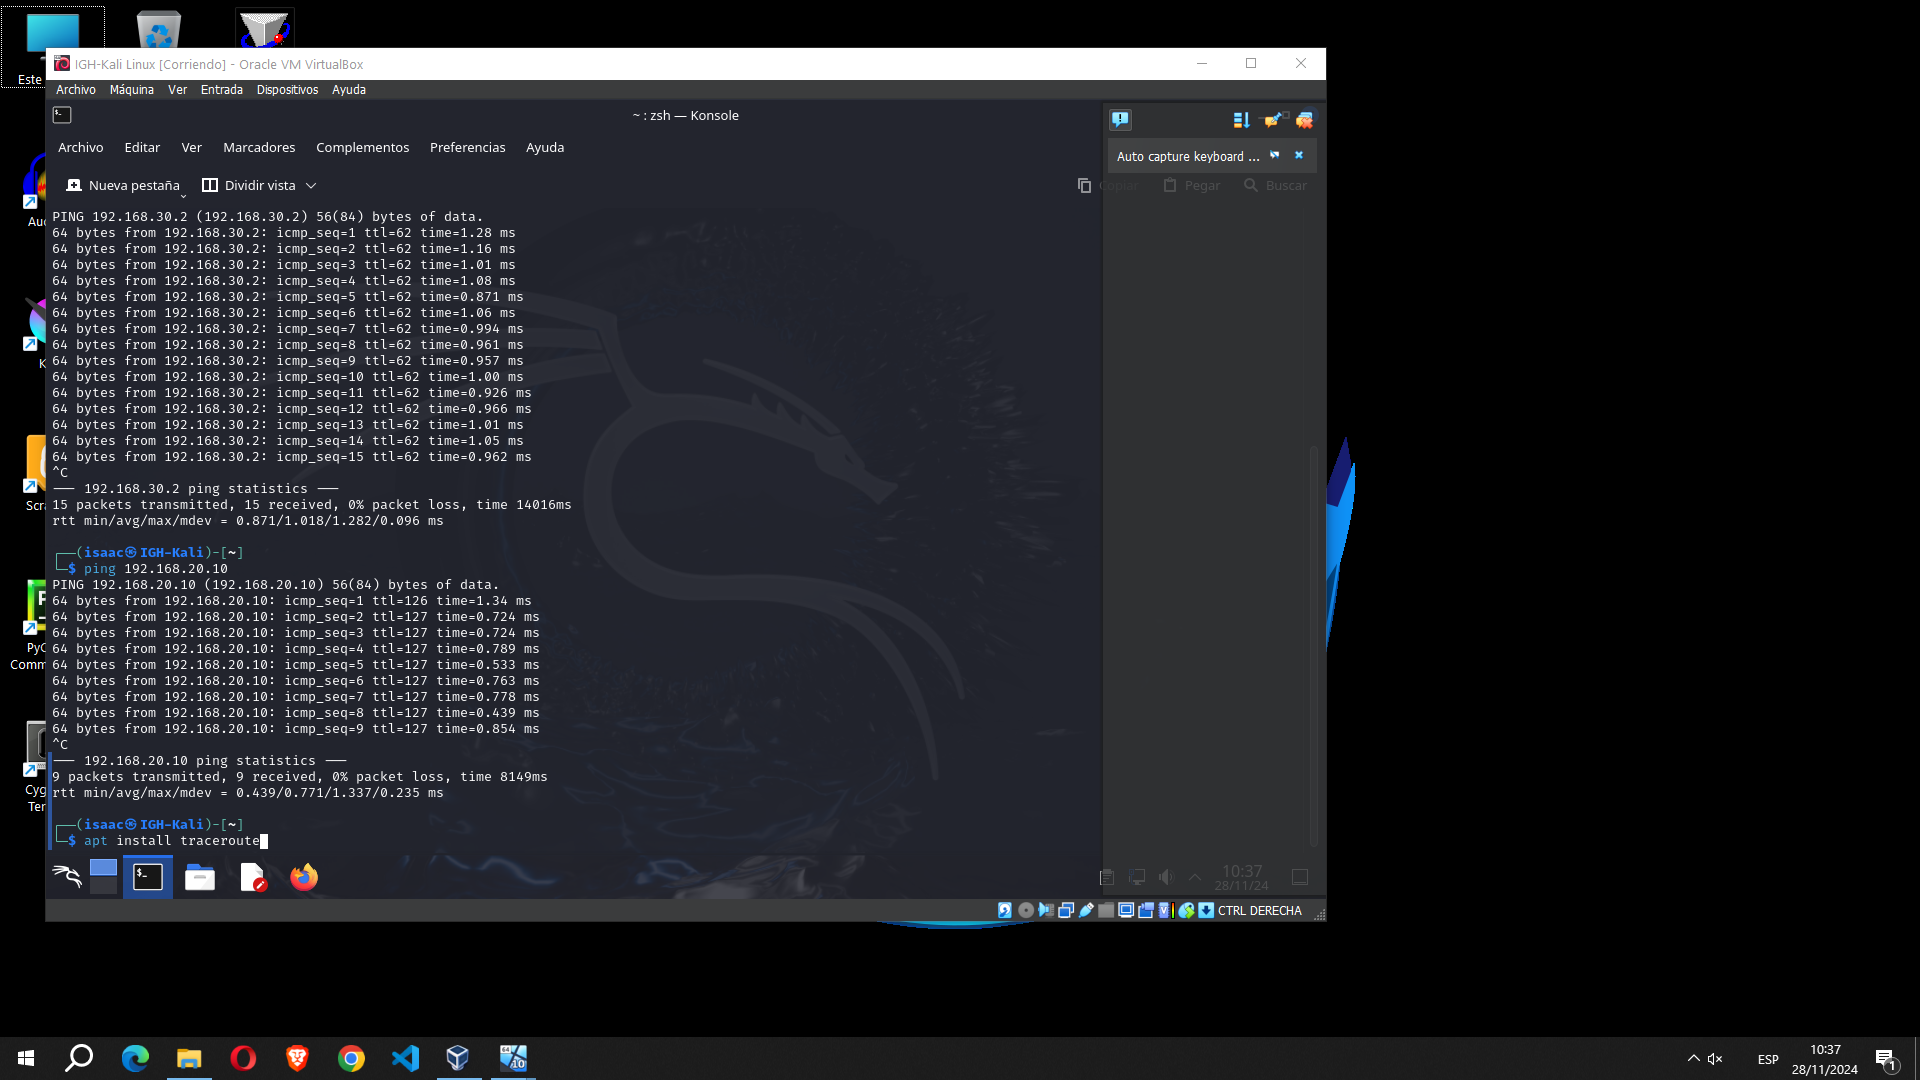 Este
IGH-Kali Linux [Corriendo] - Oracle VM VirtualBox
Archivo Máquina Ver Entrada Dispositivos Ayuda
~ : zsh — Konsole
Auto capture keyboard ...
Archivo Editar Ver Marcadores Complementos Preferencias Ayuda
Nueva pestaña Dividir vista Copiar Pegar Buscar
PING 192.168.30.2 (192.168.30.2) 56(84) bytes of data.
64 bytes from 192.168.30.2: icmp_seq=1 ttl=62 time=1.28 ms
64 bytes from 192.168.30.2: icmp_seq=2 ttl=62 time=1.16 ms
64 bytes from 192.168.30.2: icmp_seq=3 ttl=62 time=1.01 ms
64 bytes from 192.168.30.2: icmp_seq=4 ttl=62 time=1.08 ms
64 bytes from 192.168.30.2: icmp_seq=5 ttl=62 time=0.871 ms
64 bytes from 192.168.30.2: icmp_seq=6 ttl=62 time=1.06 ms
64 bytes from 192.168.30.2: icmp_seq=7 ttl=62 time=0.994 ms
64 bytes from 192.168.30.2: icmp_seq=8 ttl=62 time=0.961 ms
64 bytes from 192.168.30.2: icmp_seq=9 ttl=62 time=0.957 ms
64 bytes from 192.168.30.2: icmp_seq=10 ttl=62 time=1.00 ms
64 bytes from 192.168.30.2: icmp_seq=11 ttl=62 time=0.926 ms
64 bytes from 192.168.30.2: icmp_seq=12 ttl=62 time=0.966 ms
64 bytes from 192.168.30.2: icmp_seq=13 ttl=62 time=1.01 ms
64 bytes from 192.168.30.2: icmp_seq=14 ttl=62 time=1.05 ms
64 bytes from 192.168.30.2: icmp_seq=15 ttl=62 time=0.962 ms
^C
--- 192.168.30.2 ping statistics ---
15 packets transmitted, 15 received, 0% packet loss, time 14016ms
rtt min/avg/max/mdev = 0.871/1.018/1.282/0.096 ms
┌──(isaac㉿IGH-Kali)-[~]
└─$ ping 192.168.20.10
PING 192.168.20.10 (192.168.20.10) 56(84) bytes of data.
64 bytes from 192.168.20.10: icmp_seq=1 ttl=126 time=1.34 ms
64 bytes from 192.168.20.10: icmp_seq=2 ttl=127 time=0.724 ms
64 bytes from 192.168.20.10: icmp_seq=3 ttl=127 time=0.724 ms
64 bytes from 192.168.20.10: icmp_seq=4 ttl=127 time=0.789 ms
64 bytes from 192.168.20.10: icmp_seq=5 ttl=127 time=0.533 ms
64 bytes from 192.168.20.10: icmp_seq=6 ttl=127 time=0.763 ms
64 bytes from 192.168.20.10: icmp_seq=7 ttl=127 time=0.778 ms
64 bytes from 192.168.20.10: icmp_seq=8 ttl=127 time=0.439 ms
64 bytes from 192.168.20.10: icmp_seq=9 ttl=127 time=0.854 ms
^C
--- 192.168.20.10 ping statistics ---
9 packets transmitted, 9 received, 0% packet loss, time 8149ms
rtt min/avg/max/mdev = 0.439/0.771/1.337/0.235 ms
┌──(isaac㉿IGH-Kali)-[~]
└─$ apt install traceroute
10:37
28/11/24
CTRL DERECHA
Auc
K
Scr
PyC
Comm
Cyg
Ter
ESP
10:37
28/11/2024
1